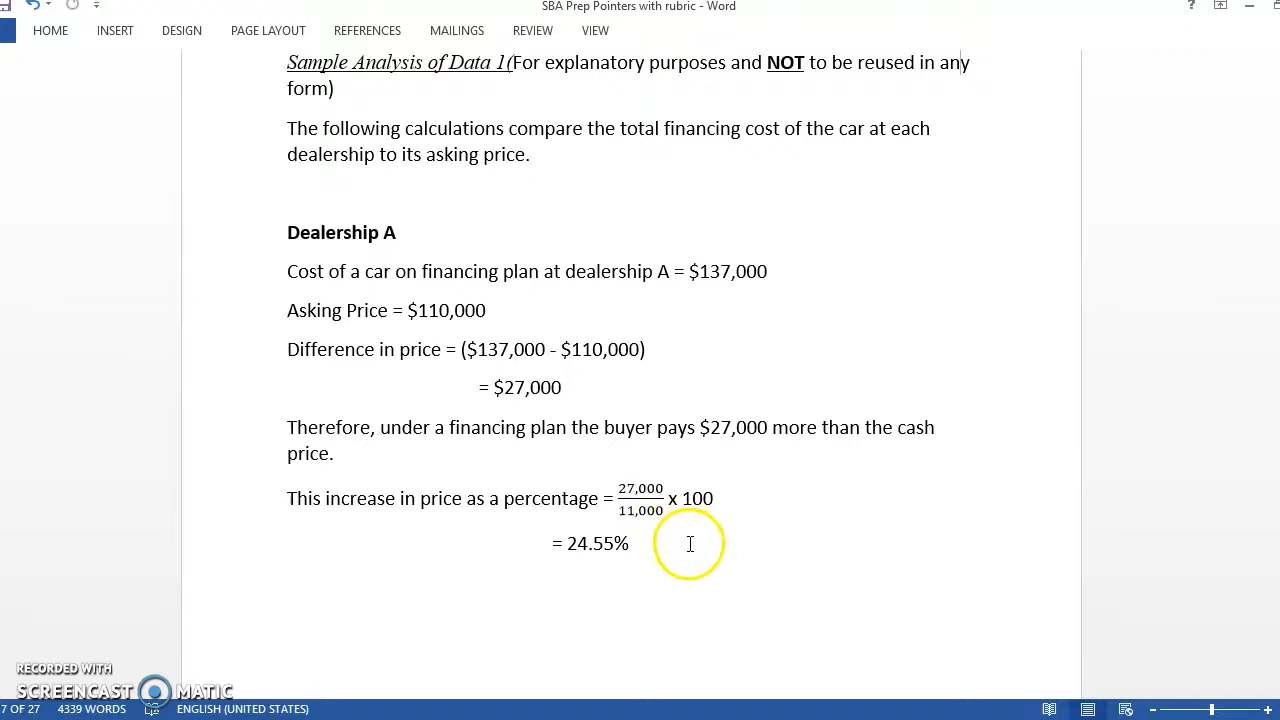 SBA Prep Pointers with rubric - Word
?
HOME INSERT DESIGN PAGE LAYOUT REFERENCES MAILINGS REVIEW VIEW
Sample Analysis of Data 1(For explanatory purposes and NOT to be reused in any
form)
The following calculations compare the total financing cost of the car at each
dealership to its asking price.
Dealership A
Cost of a car on financing plan at dealership A = $137,000
Asking Price = $110,000
Difference in price = ($137,000 - $110,000)
= $27,000
Therefore, under a financing plan the buyer pays $27,000 more than the cash
price.
This increase in price as a percentage = 27,000/11,000 x 100
= 24.55%
RECORDED WITH
SCREENCAST MATIC
7 OF 27 4339 WORDS ENGLISH (UNITED STATES)